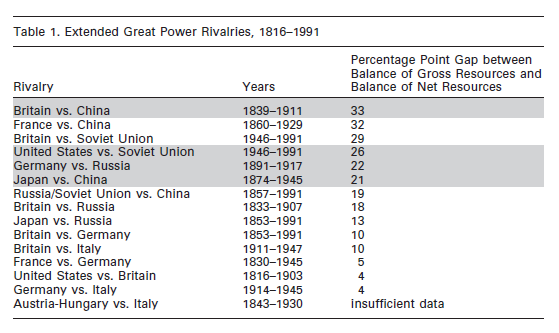 Table 1. Extended Great Power Rivalries, 1816–1991
Percentage Point Gap between
Balance of Gross Resources and
Rivalry Years Balance of Net Resources
Britain vs. China 1839–1911 33
France vs. China 1860–1929 32
Britain vs. Soviet Union 1946–1991 29
United States vs. Soviet Union 1946–1991 26
Germany vs. Russia 1891–1917 22
Japan vs. China 1874–1945 21
Russia/Soviet Union vs. China 1857–1991 19
Britain vs. Russia 1833–1907 18
Japan vs. Russia 1853–1991 13
Britain vs. Germany 1853–1991 10
Britain vs. Italy 1911–1947 10
France vs. Germany 1830–1945 5
United States vs. Britain 1816–1903 4
Germany vs. Italy 1914–1945 4
Austria-Hungary vs. Italy 1843–1930 insufficient data